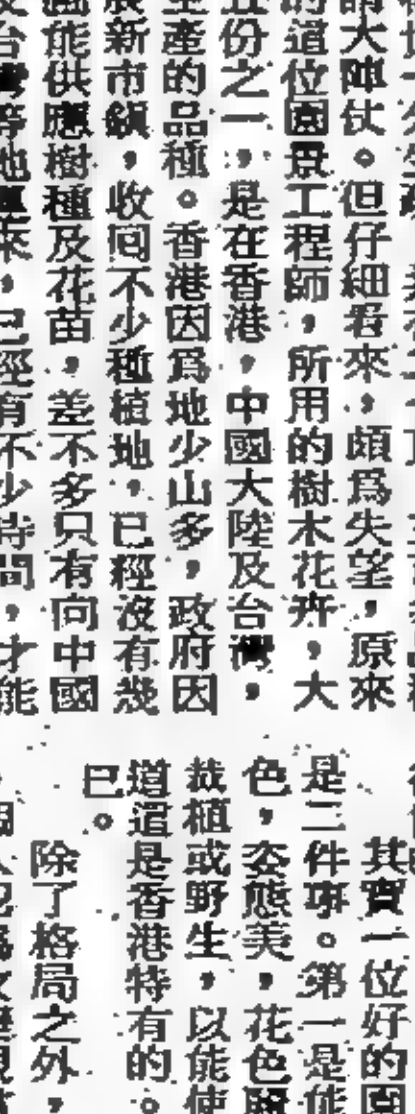 大陣仗。但仔細看來，頗爲失望，原來
的這位園景工程師，所用的樹木花卉，大
份之一，是在香港，中國大陸及台灣，
生產的品種。香港因爲地少山多，政府因
展新市鎮，收回不少種植地，已經沒有幾
園能供應樹種及花苗，差不多只有向中國
台灣等地運來，已經有不少時間，才能
其實一位好的園
是二件事。第一是能
色，姿態美，花色
栽植或野生，以能使
道這是香港特有的。
已。
除了格局之外，